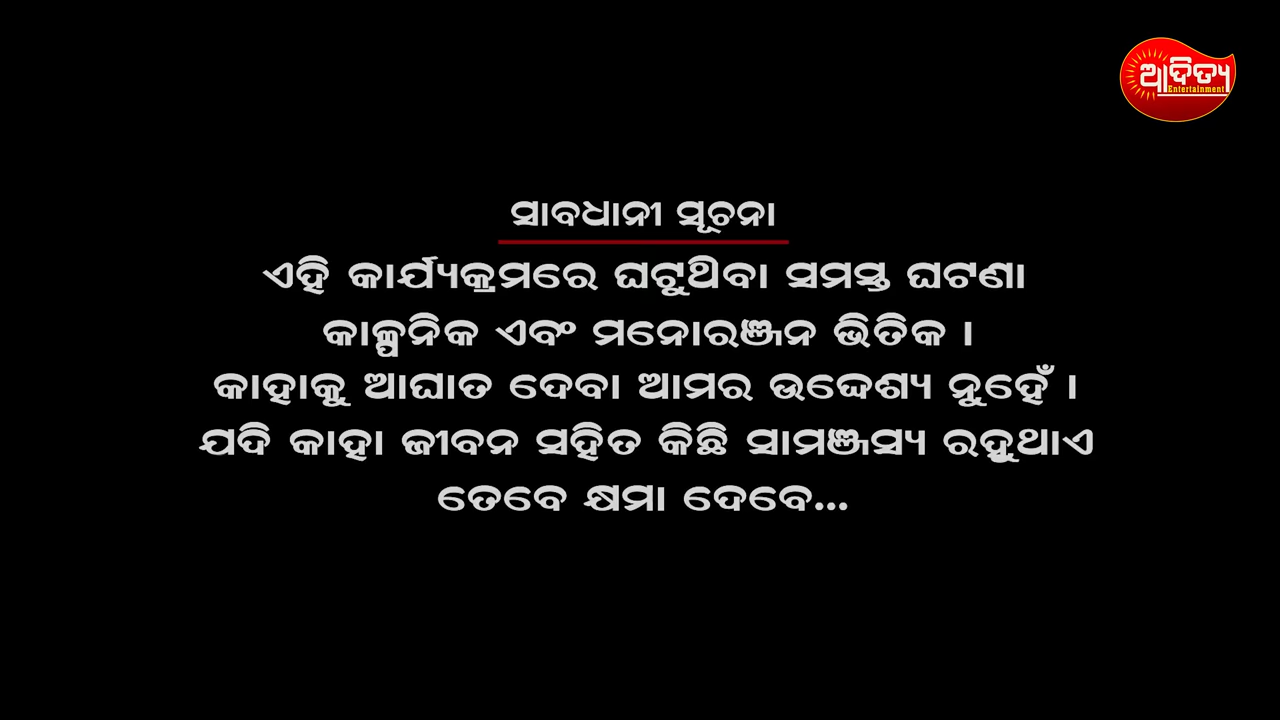 ଆଦିତ୍ୟ
Entertainment
ସାବଧାନୀ ସୂଚନା
ଏହି କାର୍ଯ୍ୟକ୍ରମରେ ଘଟୁଥିବା ସମସ୍ତ ଘଟଣା
କାଳ୍ପନିକ ଏବଂ ମନୋରଞ୍ଜନ ଭିତିକ ।
କାହାକୁ ଆଘାତ ଦେବା ଆମର ଉଦ୍ଦେଶ୍ୟ ନୁହେଁ ।
ଯଦି କାହା ଜୀବନ ସହିତ କିଛି ସାମଞ୍ଜସ୍ୟ ରହୁଥାଏ
ତେବେ କ୍ଷମା ଦେବେ...